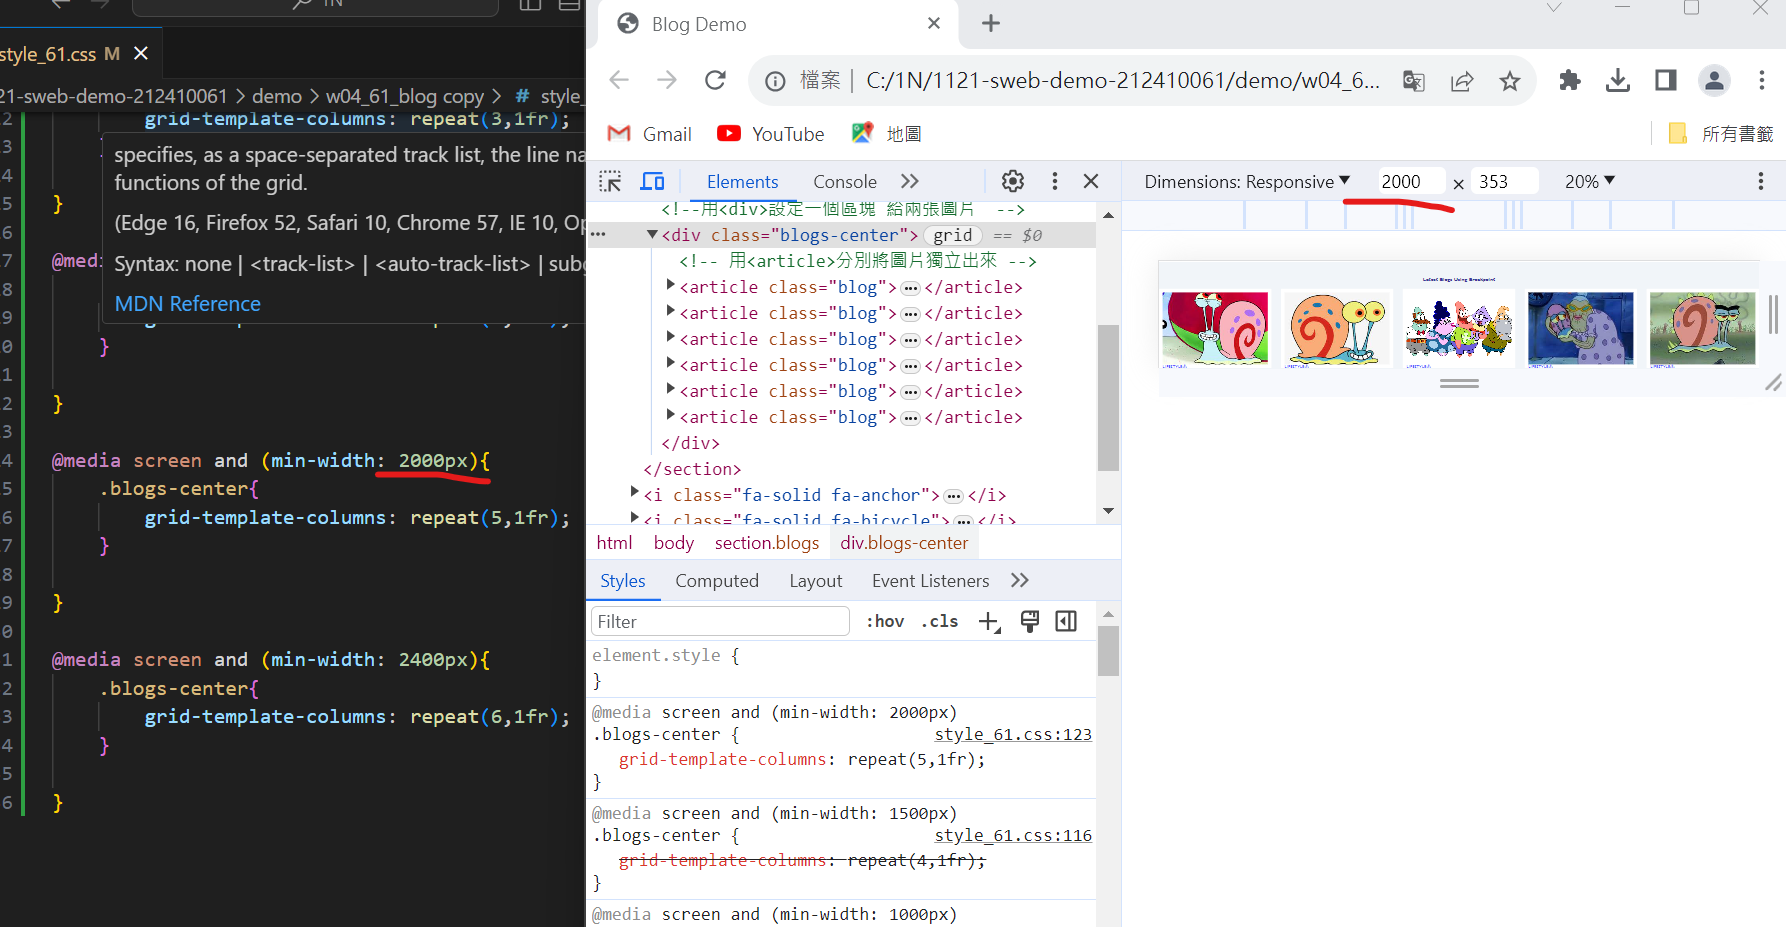 1N
style_61.css M
21-sweb-demo-212410061 > demo > w04_61_blog copy > # style_
2 grid-template-columns: repeat(3,1fr);
3
specifies, as a space-separated track list, the line na
4 functions of the grid.
5 }
6 (Edge 16, Firefox 52, Safari 10, Chrome 57, IE 10, Op
7 @medi Syntax: none | <track-list> | <auto-track-list> | sub
8
9 MDN Reference
0 }
1
2 }
3
4 @media screen and (min-width: 2000px){
5 .blogs-center{
6 grid-template-columns: repeat(5,1fr);
7 }
8
9 }
0
1 @media screen and (min-width: 2400px){
2 .blogs-center{
3 grid-template-columns: repeat(6,1fr);
4 }
5
6 }
Blog Demo
檔案 | C:/1N/1121-sweb-demo-212410061/demo/w04_6...
Gmail YouTube 地圖 所有書籤
Elements Console
<!--用<div>設定一個區塊 給兩張圖片 -->
<div class="blogs-center"> grid == $0
<!-- 用<article>分別將圖片獨立出來 -->
<article class="blog">…</article>
<article class="blog">…</article>
<article class="blog">…</article>
<article class="blog">…</article>
<article class="blog">…</article>
<article class="blog">…</article>
</div>
</section>
<i class="fa-solid fa-anchor">…</i>
<i class="fa-solid fa-bicycle">…</i>
html body section.blogs div.blogs-center
Styles Computed Layout Event Listeners
Filter :hov .cls
element.style {
}
@media screen and (min-width: 2000px)
.blogs-center { style_61.css:123
grid-template-columns: repeat(5,1fr);
}
@media screen and (min-width: 1500px)
.blogs-center { style_61.css:116
grid-template-columns: repeat(4,1fr);
}
@media screen and (min-width: 1000px)
Dimensions: Responsive 2000 × 353 20%
Latest Blogs Using Breakpoint